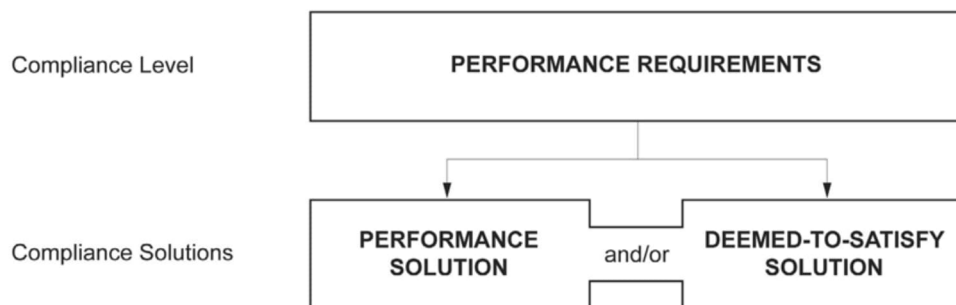 Compliance Level
PERFORMANCE REQUIREMENTS
Compliance Solutions
PERFORMANCE
SOLUTION
and/or
DEEMED-TO-SATISFY
SOLUTION